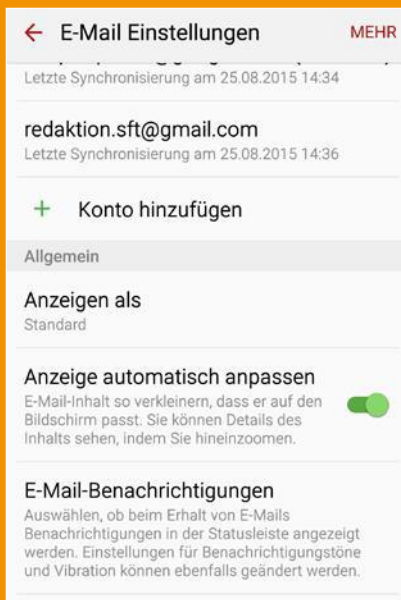 E-Mail Einstellungen MEHR
Letzte Synchronisierung am 25.08.2015 14:34
redaktion.sft@gmail.com
Letzte Synchronisierung am 25.08.2015 14:36
+ Konto hinzufügen
Allgemein
Anzeigen als
Standard
Anzeige automatisch anpassen
E-Mail-Inhalt so verkleinern, dass er auf den
Bildschirm passt. Sie können Details des
Inhalts sehen, indem Sie hineinzoomen.
E-Mail-Benachrichtigungen
Auswählen, ob beim Erhalt von E-Mails
Benachrichtigungen in der Statusleiste angezeigt
werden. Einstellungen für Benachrichtigungstöne
und Vibration können ebenfalls geändert werden.